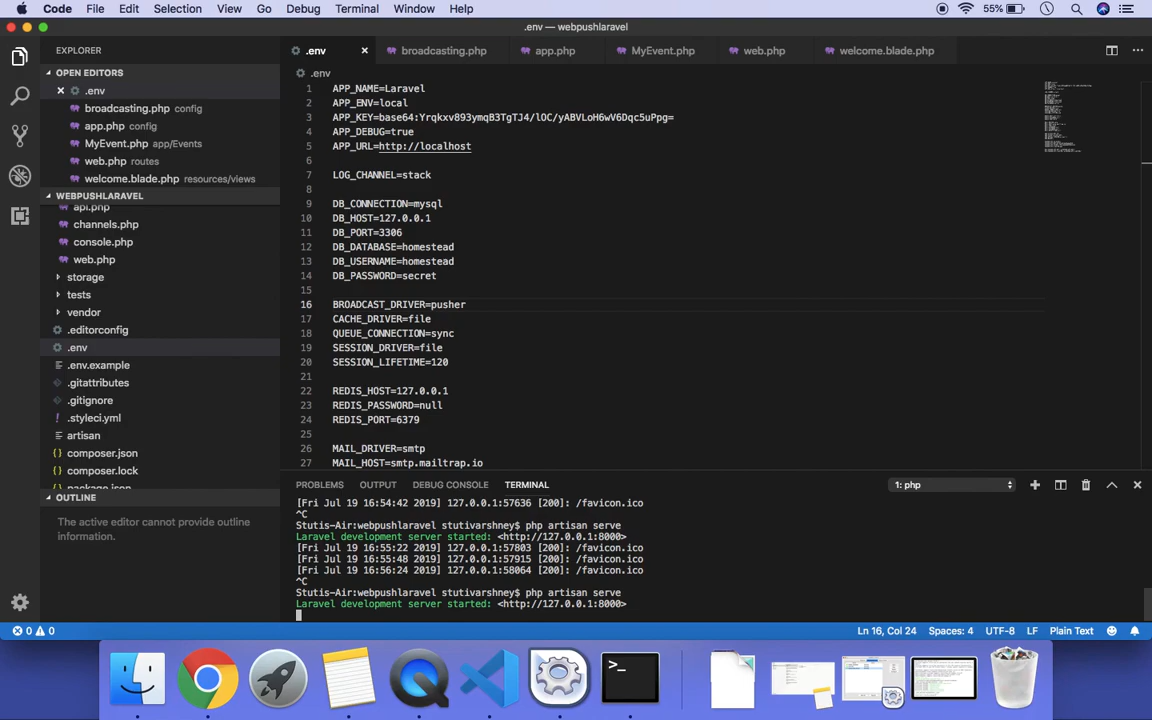 Code File Edit Selection View Go Debug Terminal Window Help 55%
.env — webpushlaravel
EXPLORER
OPEN EDITORS
.env
broadcasting.php config
app.php config
MyEvent.php app/Events
web.php routes
welcome.blade.php resources/views
WEBPUSHLARAVEL
api.php
channels.php
console.php
web.php
storage
tests
vendor
.editorconfig
.env
.env.example
.gitattributes
.gitignore
.styleci.yml
artisan
composer.json
composer.lock
package.json
OUTLINE
The active editor cannot provide outline
information.
.env broadcasting.php app.php MyEvent.php web.php welcome.blade.php
.env
1 APP_NAME=Laravel
2 APP_ENV=local
3 APP_KEY=base64:Yrqkxv893ymqB3TgTJ4/lOC/yABVLoH6wV6Dqc5uPpg=
4 APP_DEBUG=true
5 APP_URL=http://localhost
6
7 LOG_CHANNEL=stack
8
9 DB_CONNECTION=mysql
10 DB_HOST=127.0.0.1
11 DB_PORT=3306
12 DB_DATABASE=homestead
13 DB_USERNAME=homestead
14 DB_PASSWORD=secret
15
16 BROADCAST_DRIVER=pusher
17 CACHE_DRIVER=file
18 QUEUE_CONNECTION=sync
19 SESSION_DRIVER=file
20 SESSION_LIFETIME=120
21
22 REDIS_HOST=127.0.0.1
23 REDIS_PASSWORD=null
24 REDIS_PORT=6379
25
26 MAIL_DRIVER=smtp
27 MAIL_HOST=smtp.mailtrap.io
PROBLEMS OUTPUT DEBUG CONSOLE TERMINAL 1: php
[Fri Jul 19 16:54:42 2019] 127.0.0.1:57636 [200]: /favicon.ico
^C
Stutis-Air:webpushlaravel stutivarshney$ php artisan serve
Laravel development server started: <http://127.0.0.1:8000>
[Fri Jul 19 16:55:22 2019] 127.0.0.1:57803 [200]: /favicon.ico
[Fri Jul 19 16:55:48 2019] 127.0.0.1:57915 [200]: /favicon.ico
[Fri Jul 19 16:56:24 2019] 127.0.0.1:58064 [200]: /favicon.ico
^C
Stutis-Air:webpushlaravel stutivarshney$ php artisan serve
Laravel development server started: <http://127.0.0.1:8000>
0 0 Ln 16, Col 24 Spaces: 4 UTF-8 LF Plain Text